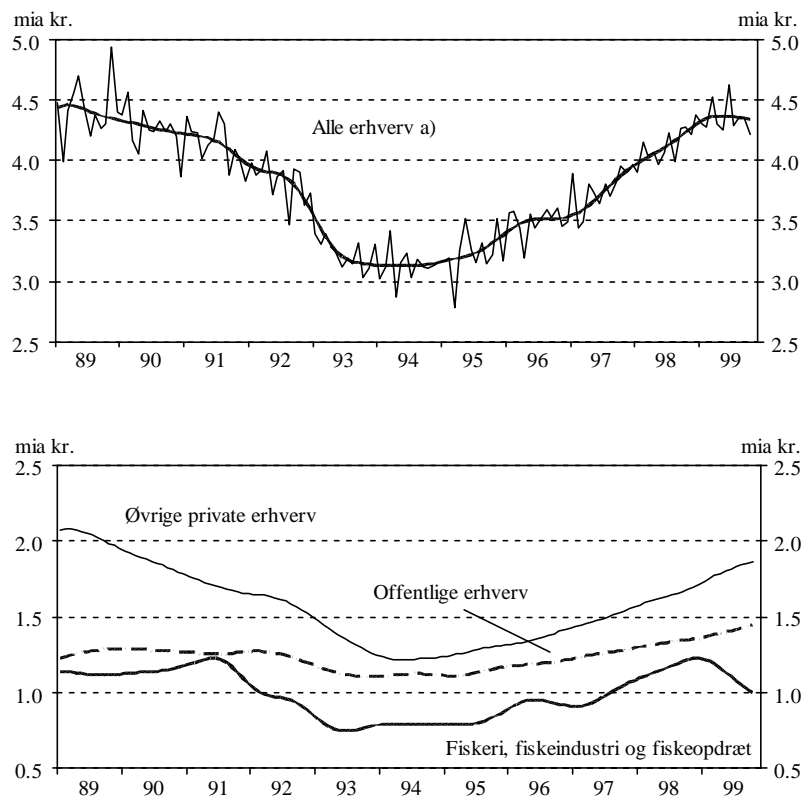 mia kr. mia kr.
5.0 5.0
4.5 4.5
Alle erhverv a)
4.0 4.0
3.5 3.5
3.0 3.0
2.5 2.5
89 90 91 92 93 94 95 96 97 98 99
mia kr. mia kr.
2.5 2.5
Øvrige private erhverv
2.0 2.0
Offentlige erhverv
1.5 1.5
1.0 1.0
Fiskeri, fiskeindustri og fiskeopdræt
0.5 0.5
89 90 91 92 93 94 95 96 97 98 99